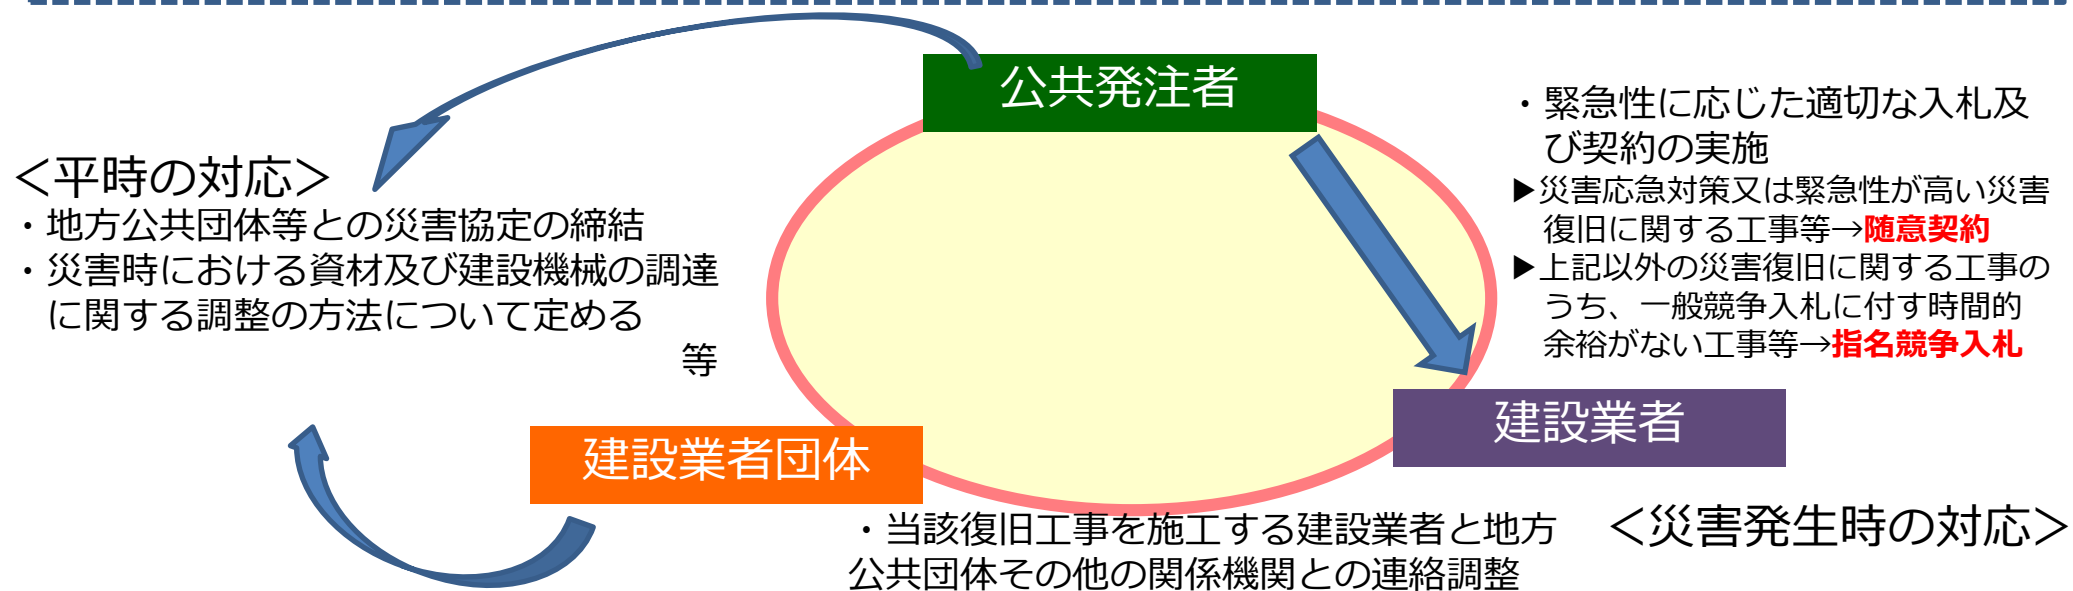 公共発注者
＜平時の対応＞
・地方公共団体等との災害協定の締結
・災害時における資材及び建設機械の調達
に関する調整の方法について定める
等
・緊急性に応じた適切な入札及
び契約の実施
▶災害応急対策又は緊急性が高い災害
復旧に関する工事等→随意契約
▶上記以外の災害復旧に関する工事の
うち、一般競争入札に付す時間的
余裕がない工事等→指名競争入札
建設業者
建設業者団体
・当該復旧工事を施工する建設業者と地方
公共団体その他の関係機関との連絡調整
＜災害発生時の対応＞